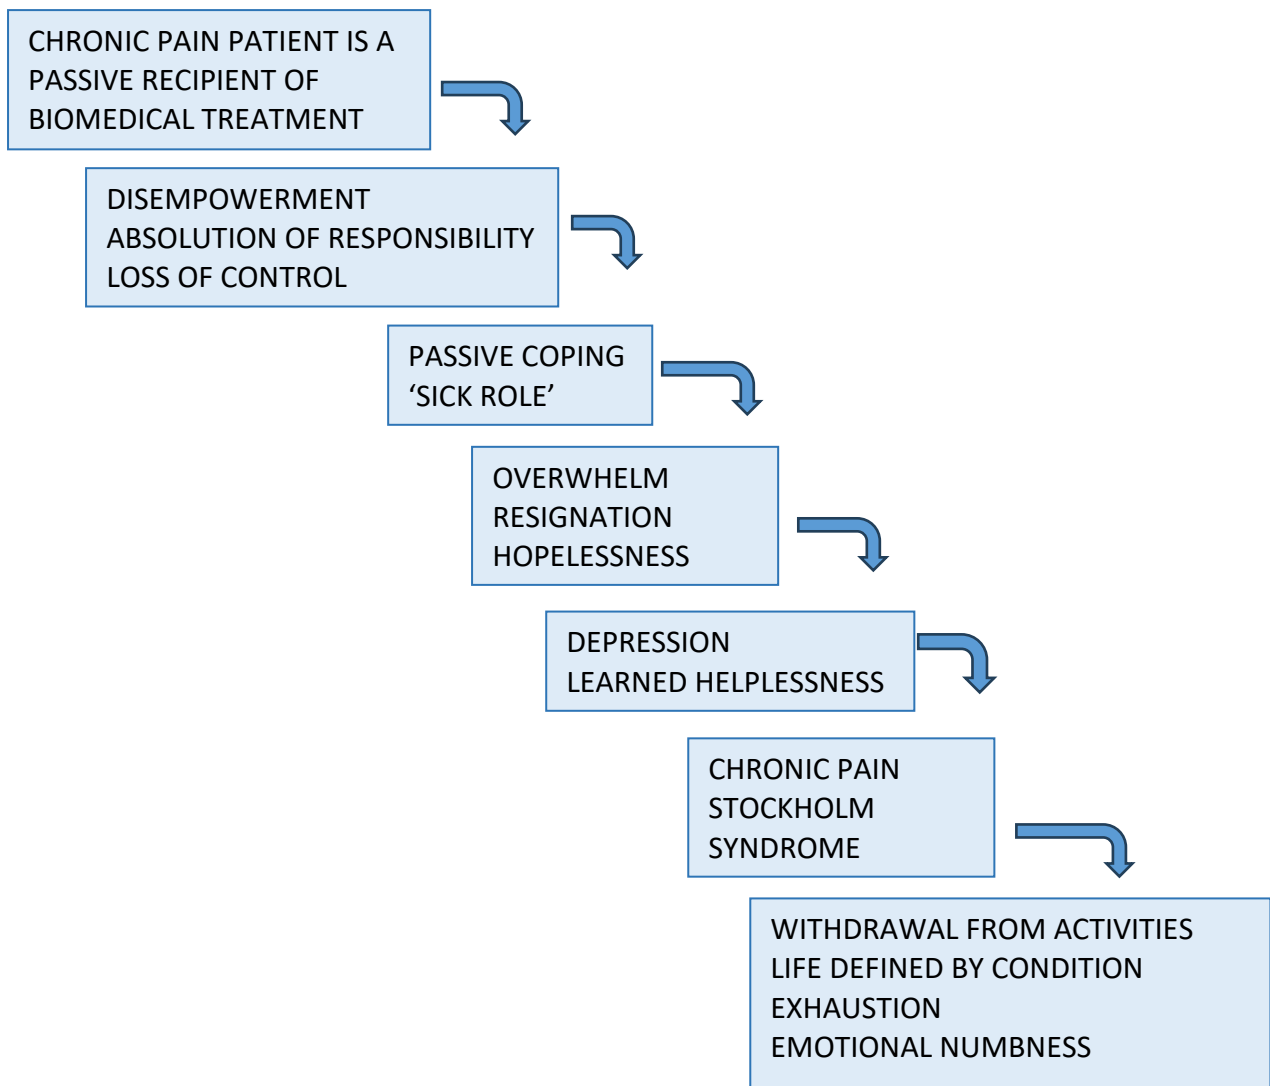 CHRONIC PAIN PATIENT IS A
PASSIVE RECIPIENT OF
BIOMEDICAL TREATMENT
DISEMPOWERMENT
ABSOLUTION OF RESPONSIBILITY
LOSS OF CONTROL
PASSIVE COPING
‘SICK ROLE’
OVERWHELM
RESIGNATION
HOPELESSNESS
DEPRESSION
LEARNED HELPLESSNESS
CHRONIC PAIN
STOCKHOLM
SYNDROME
WITHDRAWAL FROM ACTIVITIES
LIFE DEFINED BY CONDITION
EXHAUSTION
EMOTIONAL NUMBNESS